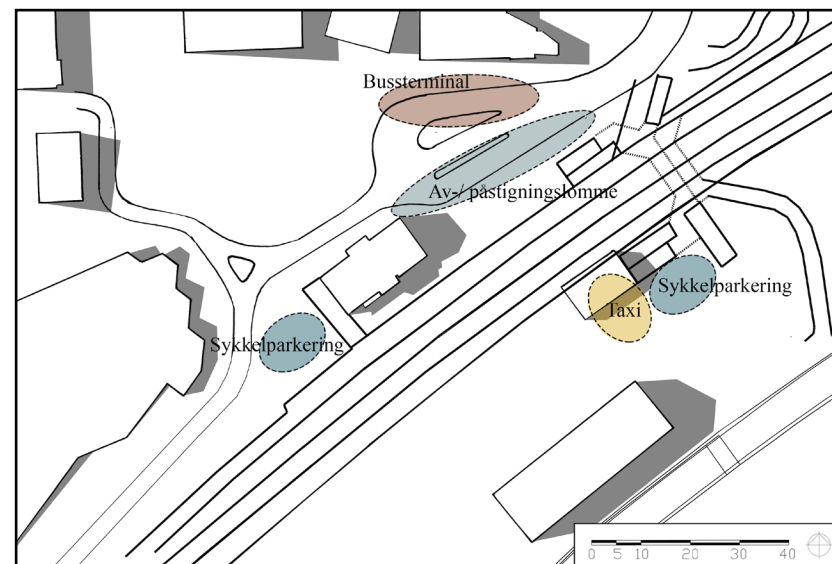 Bussterminal
Av-/ påstigningslomme
Sykkelparkering
Taxi
Sykkelparkering
0 5 10 20 30 40